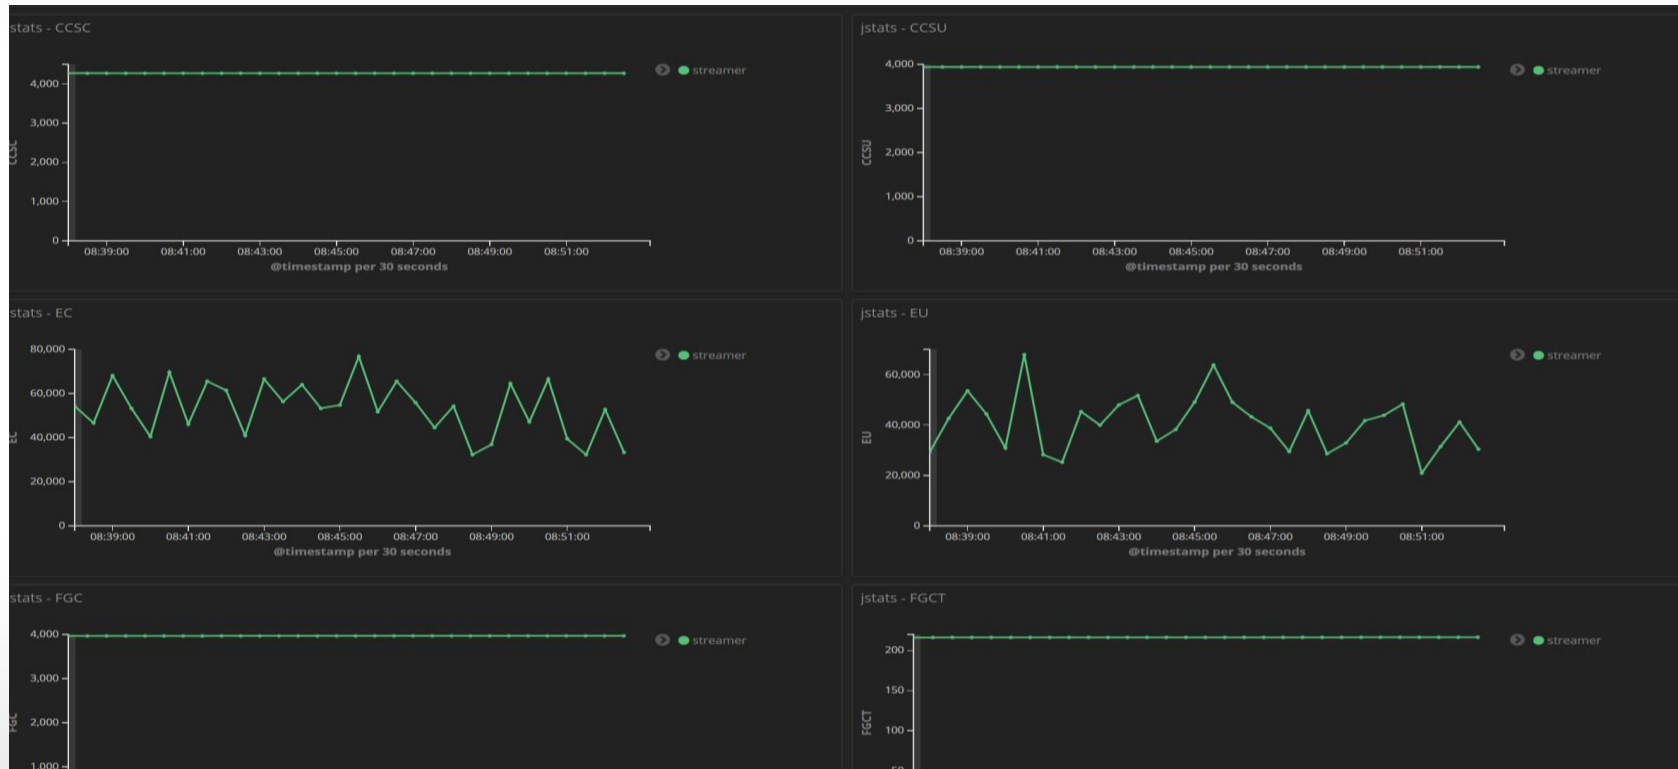 stats - CCSC
4,000
3,000
2,000
1,000
0
CCSC
08:39:00 08:41:00 08:43:00 08:45:00 08:47:00 08:49:00 08:51:00
@timestamp per 30 seconds
streamer
jstats - CCSU
4,000
3,000
2,000
1,000
0
CCSU
08:39:00 08:41:00 08:43:00 08:45:00 08:47:00 08:49:00 08:51:00
@timestamp per 30 seconds
streamer
stats - EC
80,000
60,000
40,000
20,000
0
EC
08:39:00 08:41:00 08:43:00 08:45:00 08:47:00 08:49:00 08:51:00
@timestamp per 30 seconds
streamer
jstats - EU
60,000
40,000
20,000
0
EU
08:39:00 08:41:00 08:43:00 08:45:00 08:47:00 08:49:00 08:51:00
@timestamp per 30 seconds
streamer
stats - FGC
4,000
3,000
2,000
1,000
FGC
streamer
jstats - FGCT
200
150
100
50
FGCT
streamer